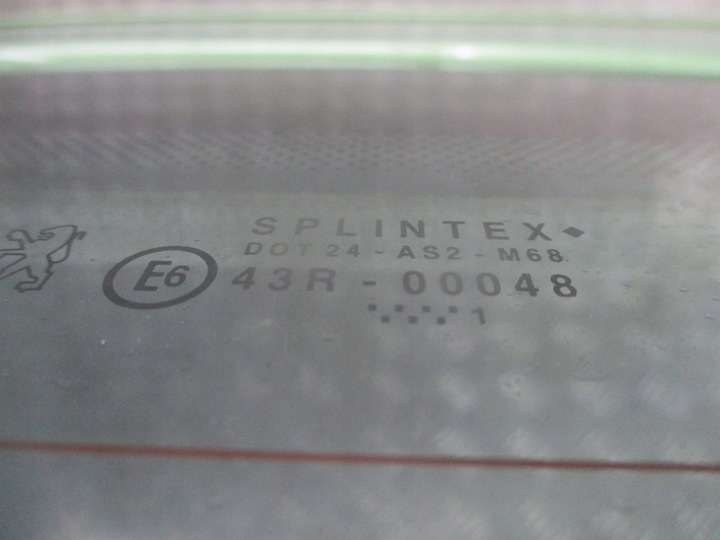 SPLINTEX
DOT 24 - AS2 - M68
E6 43R - 00048
1